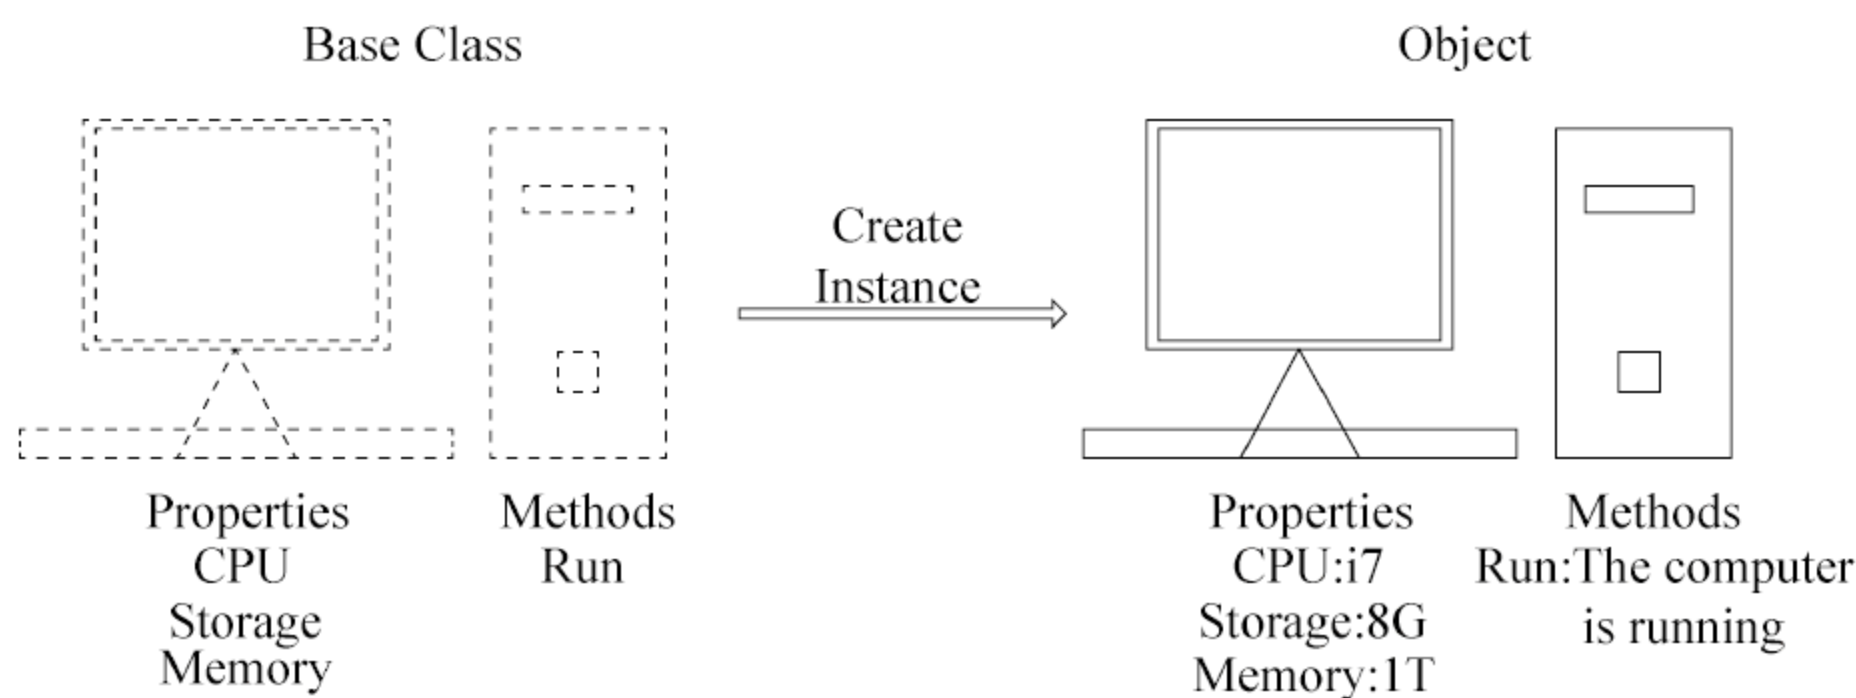 Base Class
Object
Create
Instance
Properties
CPU
Storage
Memory
Methods
Run
Properties
CPU:i7
Storage:8G
Memory:1T
Methods
Run:The computer
is running